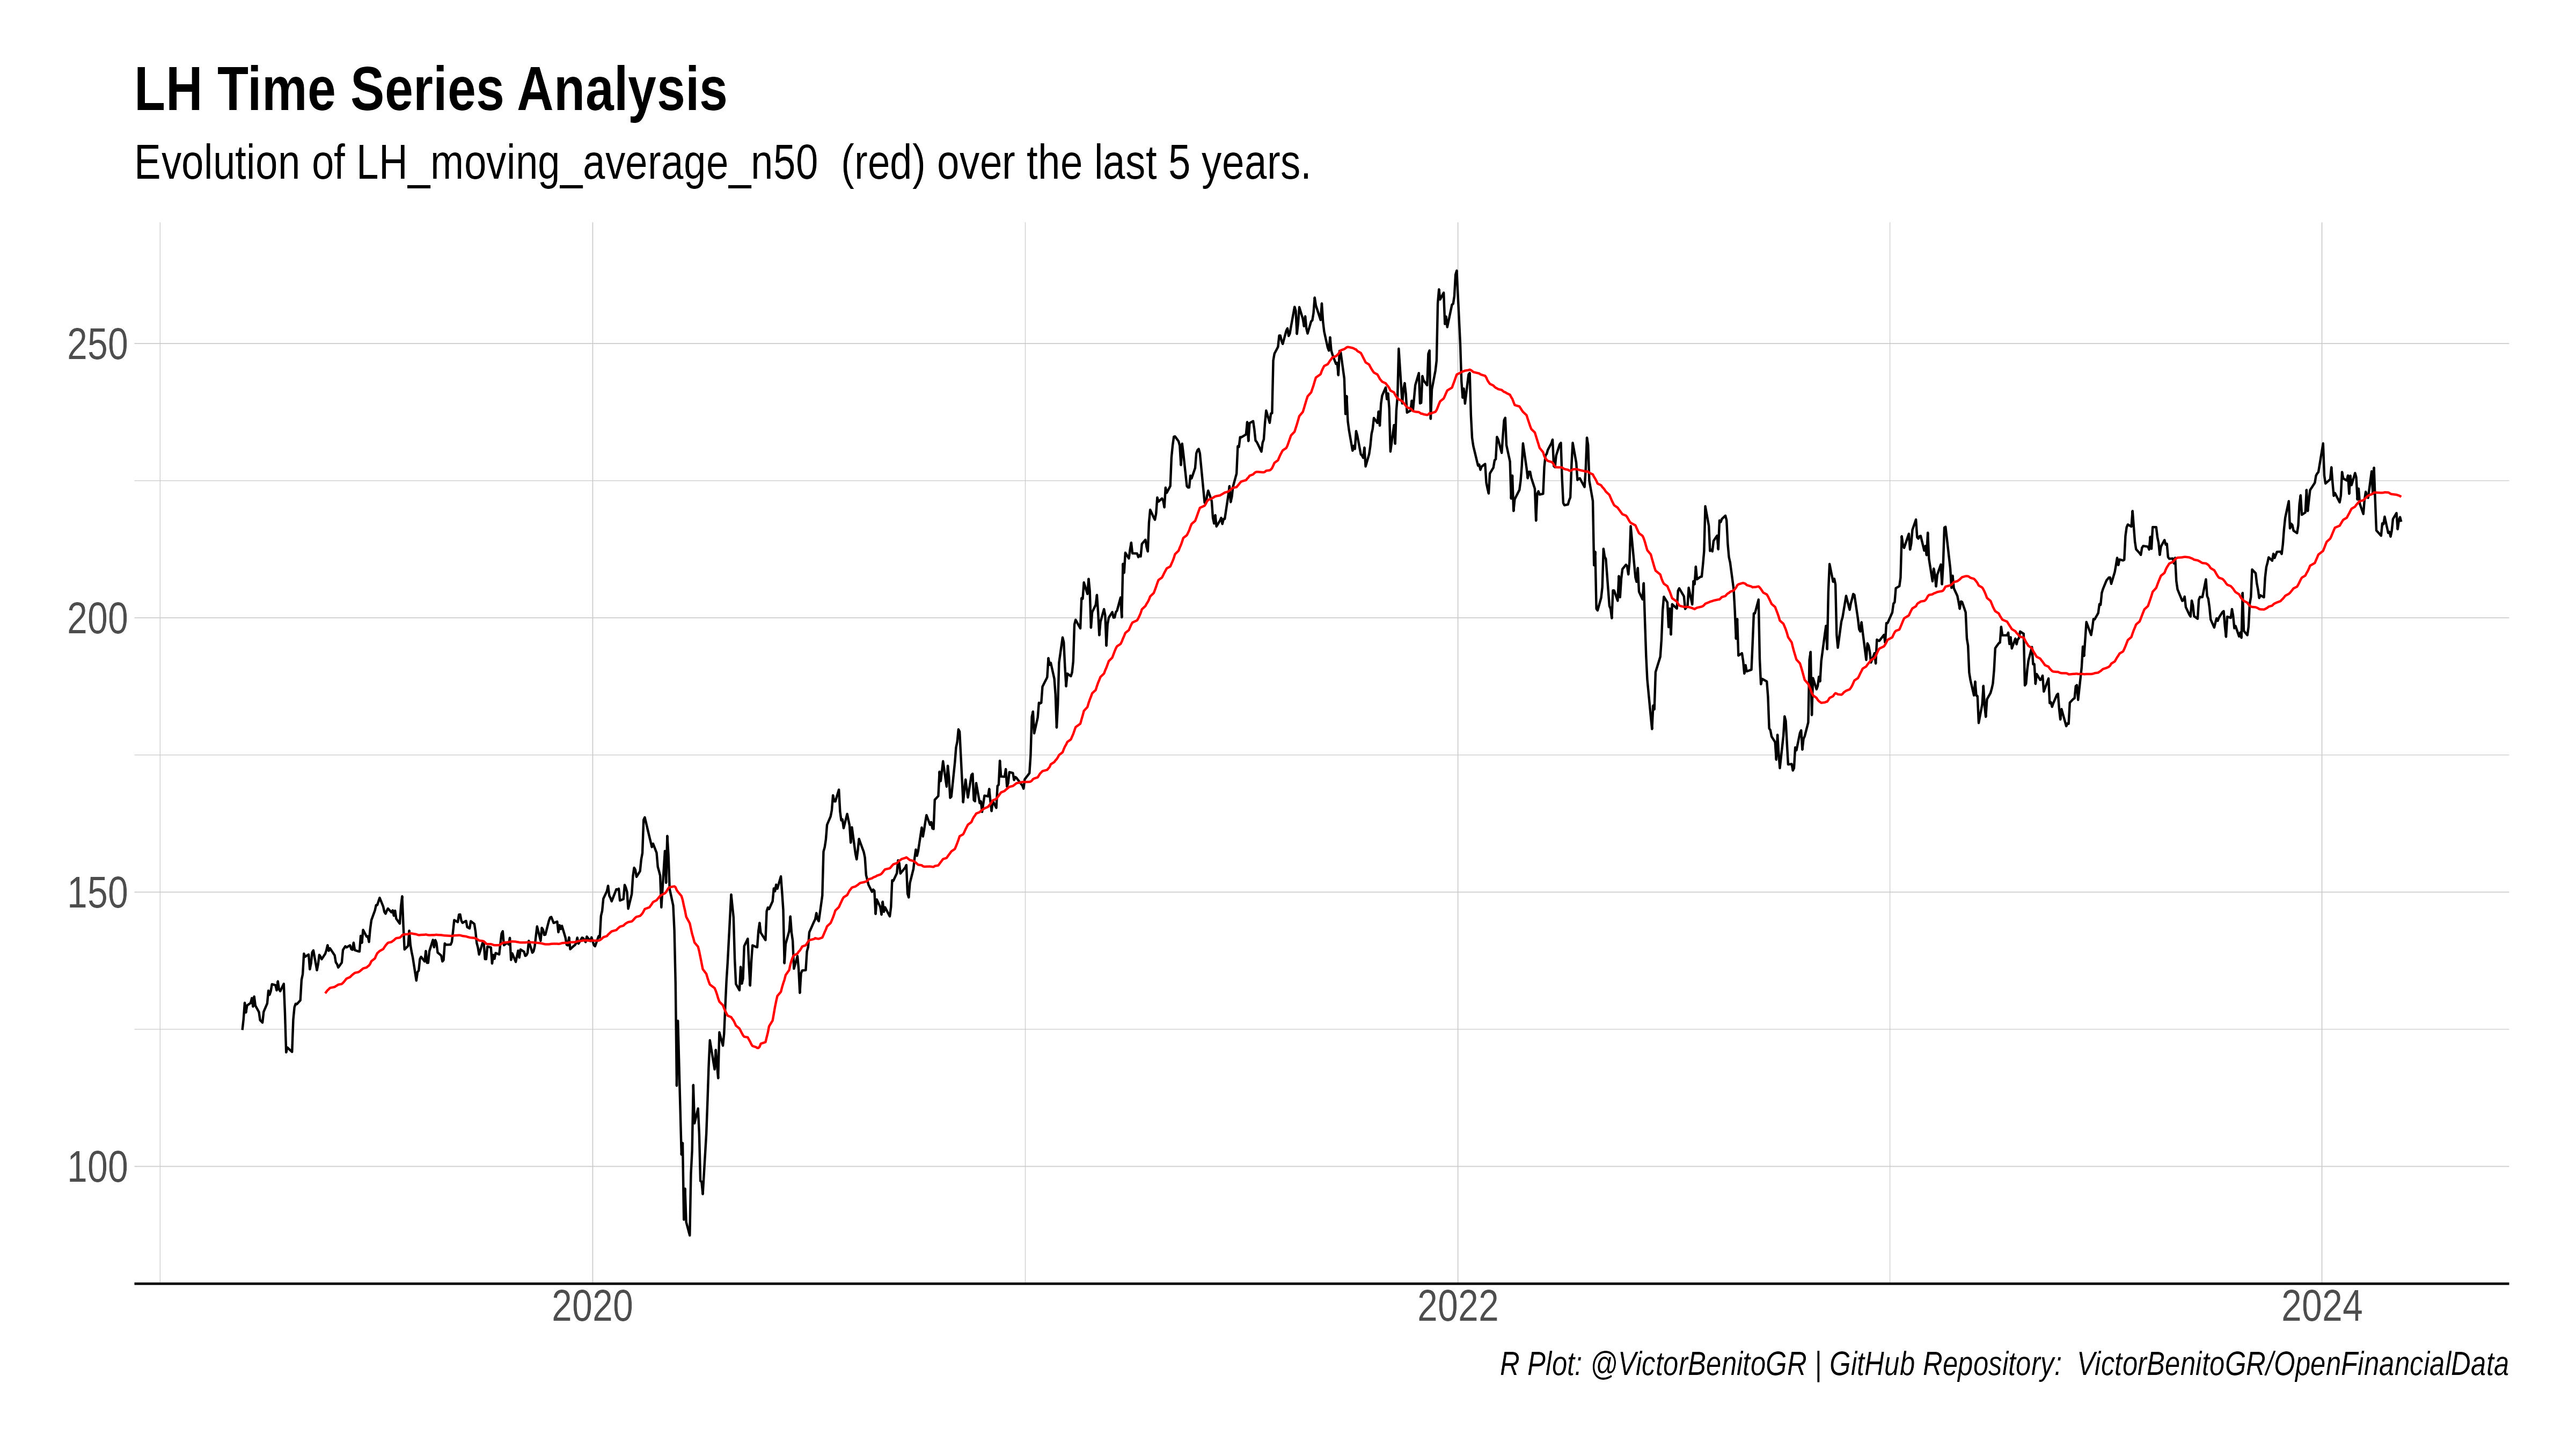 LH Time Series Analysis
Evolution of LH_moving_average_n50  (red) over the last 5 years.
250
200
150
100
2020
2022
2024
R Plot: @VictorBenitoGR | GitHub Repository:  VictorBenitoGR/OpenFinancialData